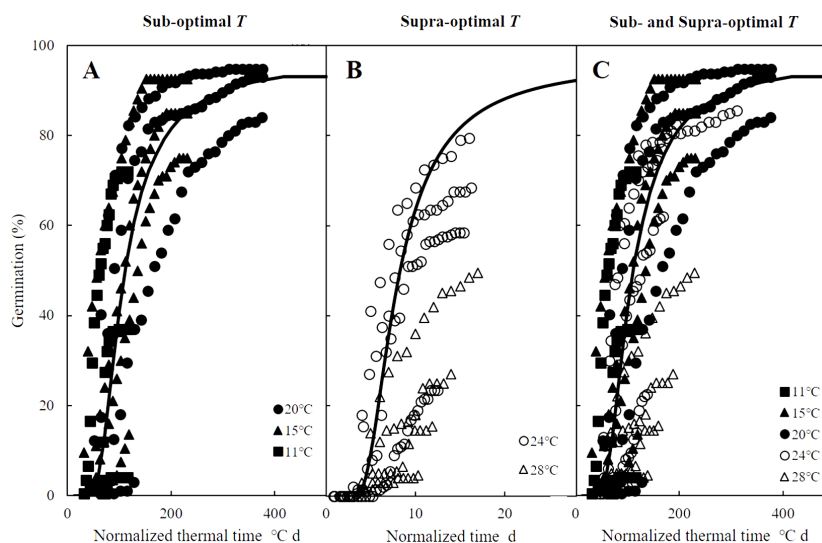 Sub-optimal T
Supra-optimal T
Sub- and Supra-optimal T
100
80
60
40
20
0
Germination (%)
A
B
C
20°C
15°C
11°C
24°C
28°C
11°C
15°C
20°C
24°C
28°C
0 200 400
0 10 20
0 200 400
Normalized thermal time °C d
Normalized time d
Normalized thermal time °C d